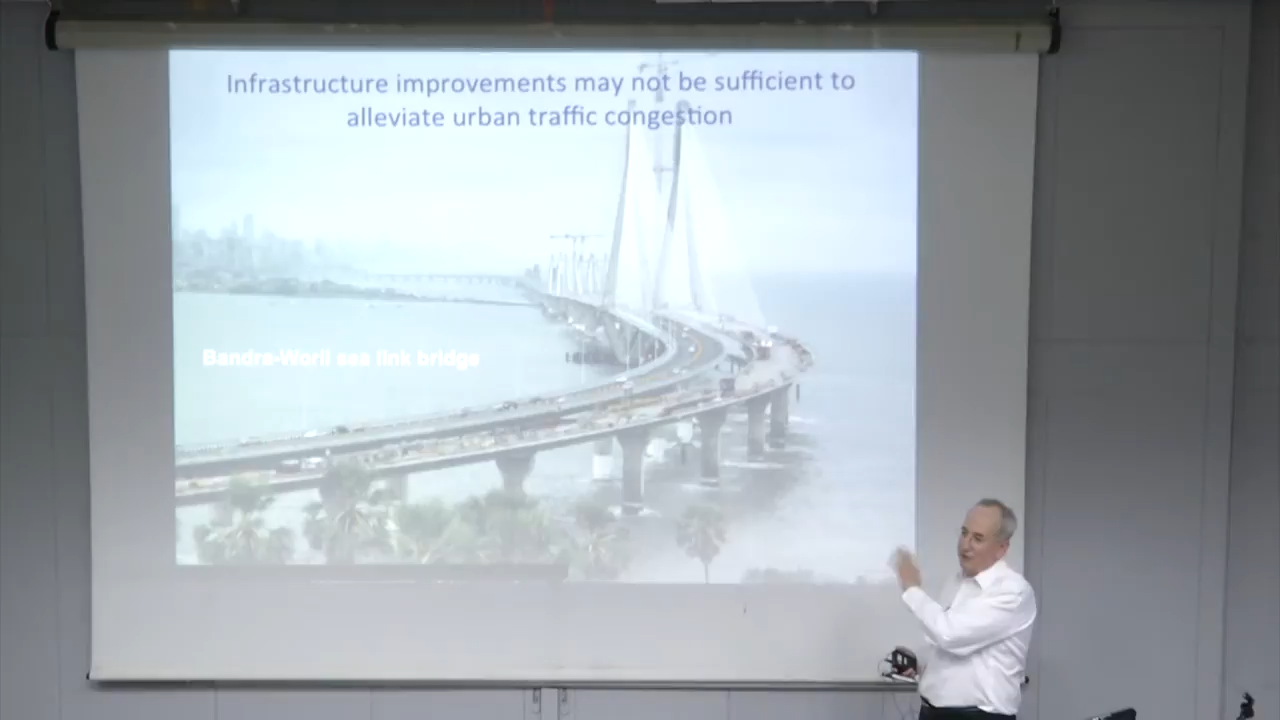 Infrastructure improvements may not be sufficient to
alleviate urban traffic congestion
Bandra-Worli sea link bridge